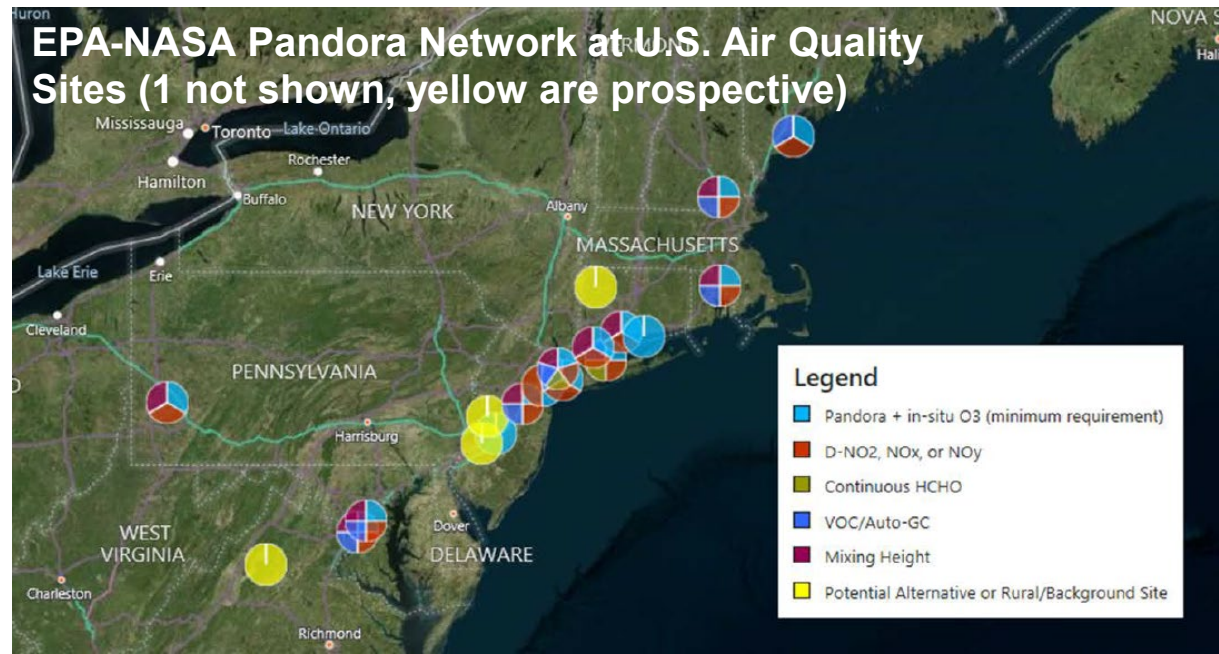 uron
NOVA S
EPA-NASA Pandora Network at U.S. Air Quality
Sites (1 not shown, yellow are prospective)
Hali
Mississauga
Toronto
Lake Ontario
Rochester
Hamilton
Buffalo
NEW YORK
Albany
MASSACHUSETTS
Lake Erie
Erie
Cleveland
PENNSYLVANIA
Harrisburg
Legend
Pandora + in-situ O3 (minimum requirement)
D-NO2, NOx, or NOy
Continuous HCHO
VOC/Auto-GC
Mixing Height
Potential Alternative or Rural/Background Site
WEST
VIRGINIA
Dover
DELAWARE
Charleston
Richmond